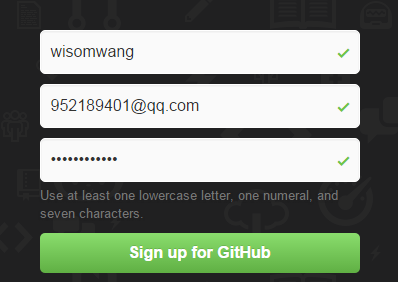 wisomwang
952189401@qq.com
••••••••••••
Use at least one lowercase letter, one numeral, and
seven characters.
Sign up for GitHub